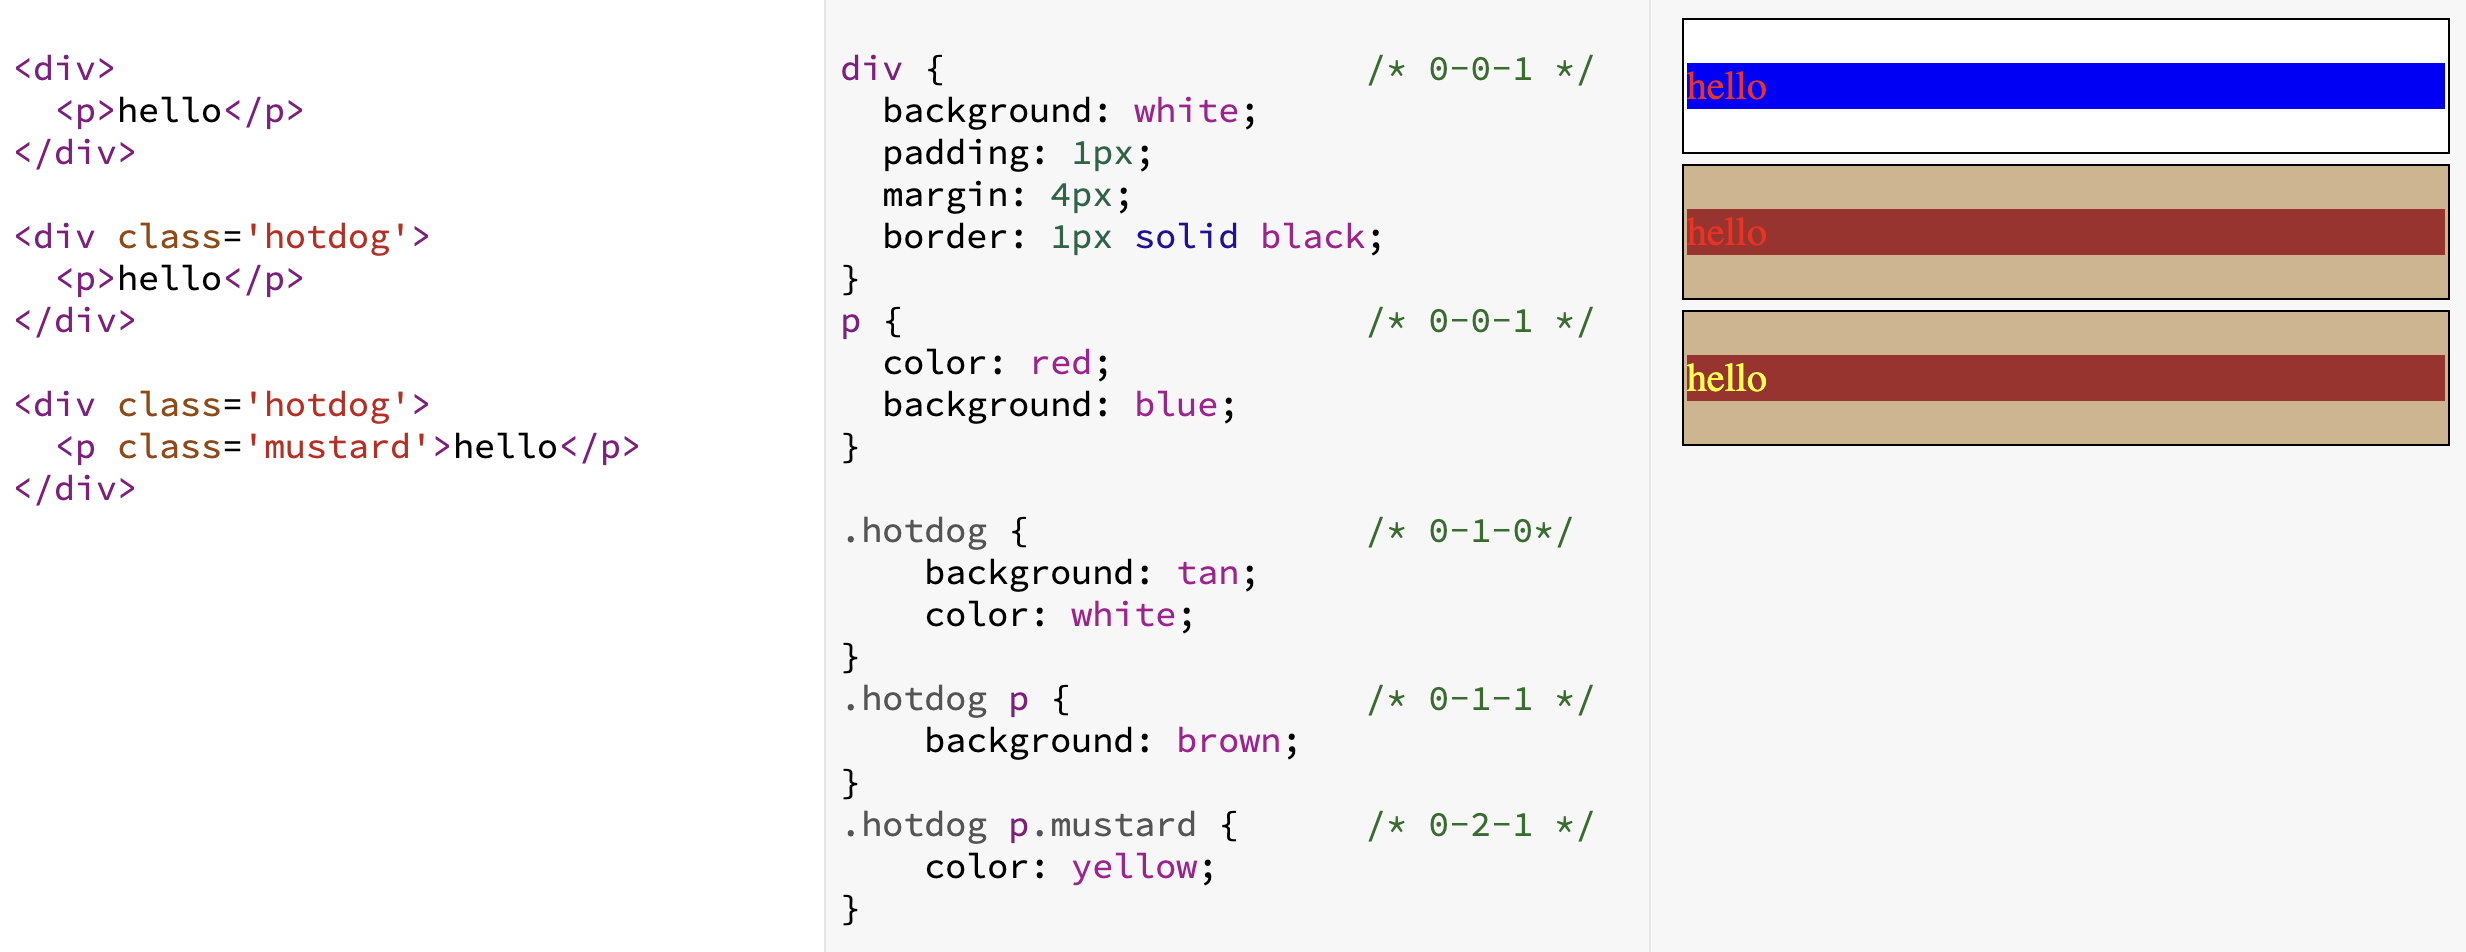 <div>
  <p>hello</p>
</div>

<div class='hotdog'>
  <p>hello</p>
</div>

<div class='hotdog'>
  <p class='mustard'>hello</p>
</div>

div {                    /* 0-0-1 */
  background: white;
  padding: 1px;
  margin: 4px;
  border: 1px solid black;
}
p {                      /* 0-0-1 */
  color: red;
  background: blue;
}

.hotdog {                /* 0-1-0*/
    background: tan;
    color: white;
}
.hotdog p {              /* 0-1-1 */
    background: brown;
}
.hotdog p.mustard {      /* 0-2-1 */
    color: yellow;
}

hello
hello
hello